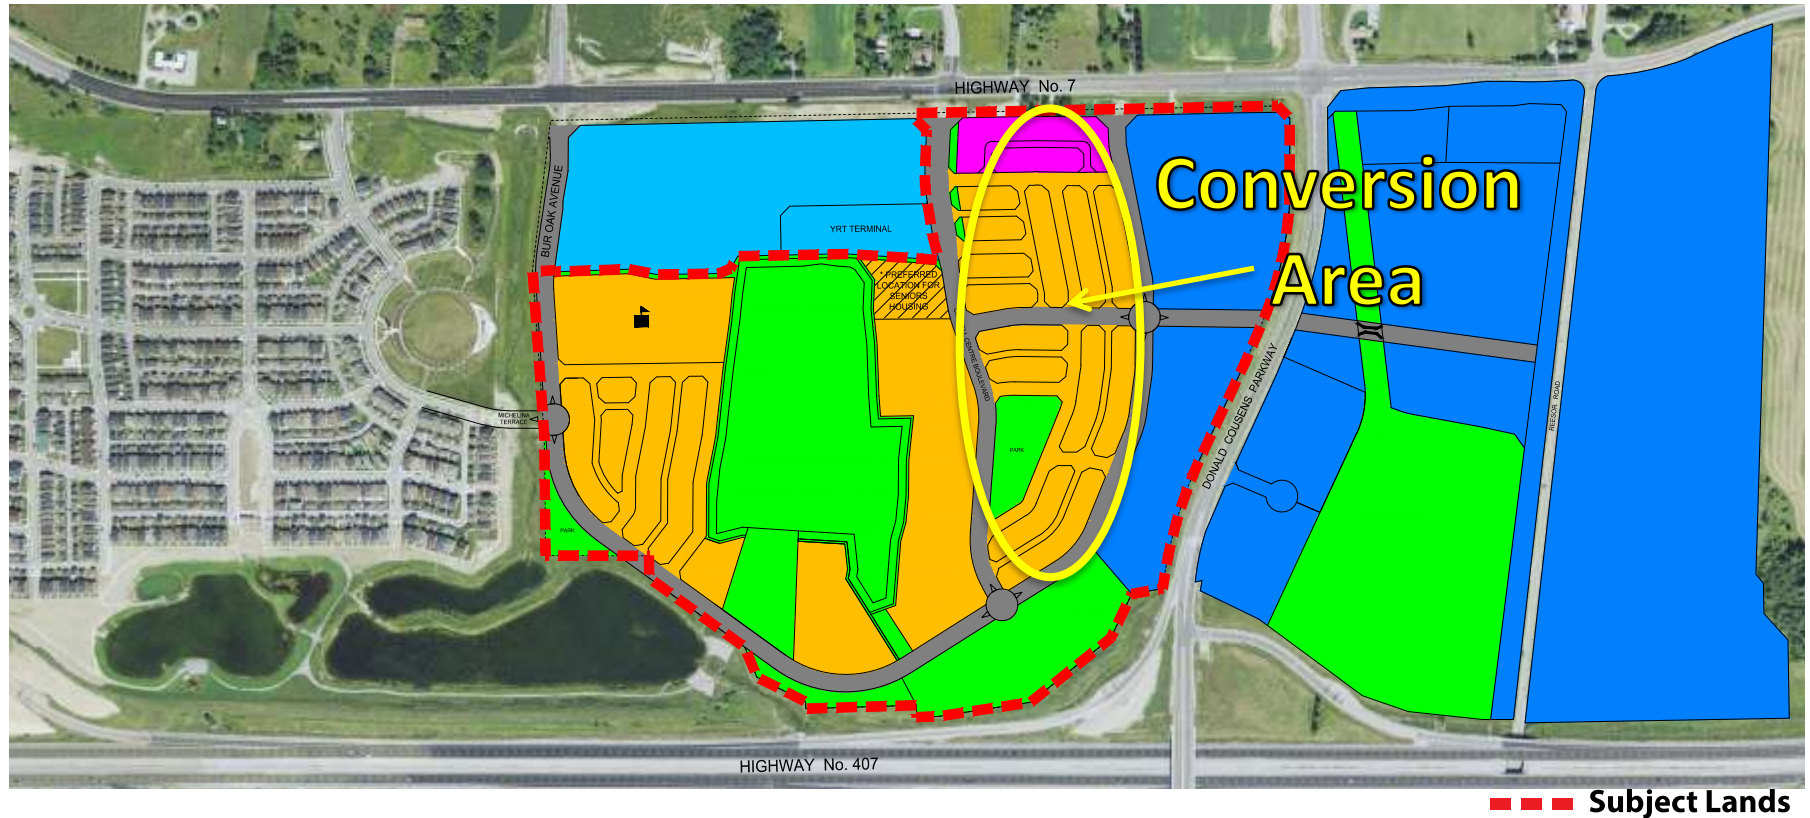 HIGHWAY No. 7
BUR OAK AVENUE
YRT TERMINAL
* PREFERRED
LOCATION FOR
SENIORS
HOUSING
Conversion
Area
CENTRE BOULEVARD
MICHELINA
TERRACE
PARK
PARK
DONALD COUSENS PARKWAY
REESOR ROAD
HIGHWAY No. 407
Subject Lands